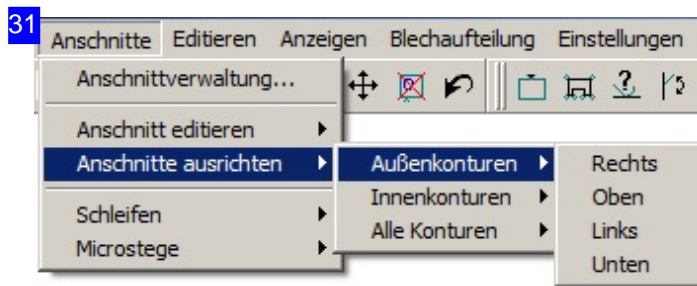 31
Anschnitte Editieren Anzeigen Blechaufteilung Einstellungen
Anschnittverwaltung...
Anschnitt editieren
Anschnitte ausrichten Außenkonturen Rechts
Innenkonturen Oben
Schleifen Alle Konturen Links
Microstege Unten